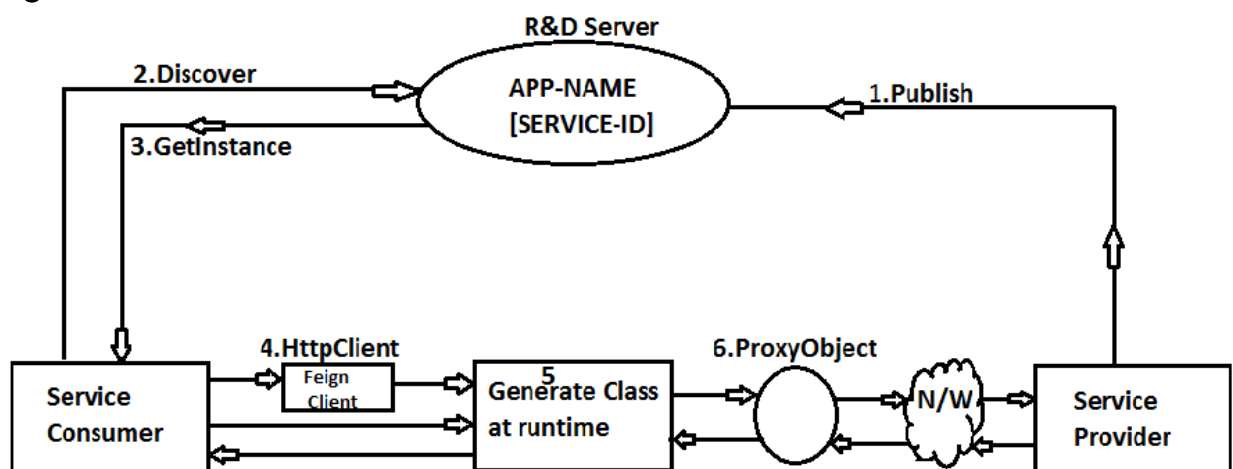 R&D Server
2.Discover
APP-NAME
[SERVICE-ID]
1.Publish
3.GetInstance
4.HttpClient
Feign
Client
5
Generate Class
at runtime
6.ProxyObject
N/W
Service
Consumer
Service
Provider